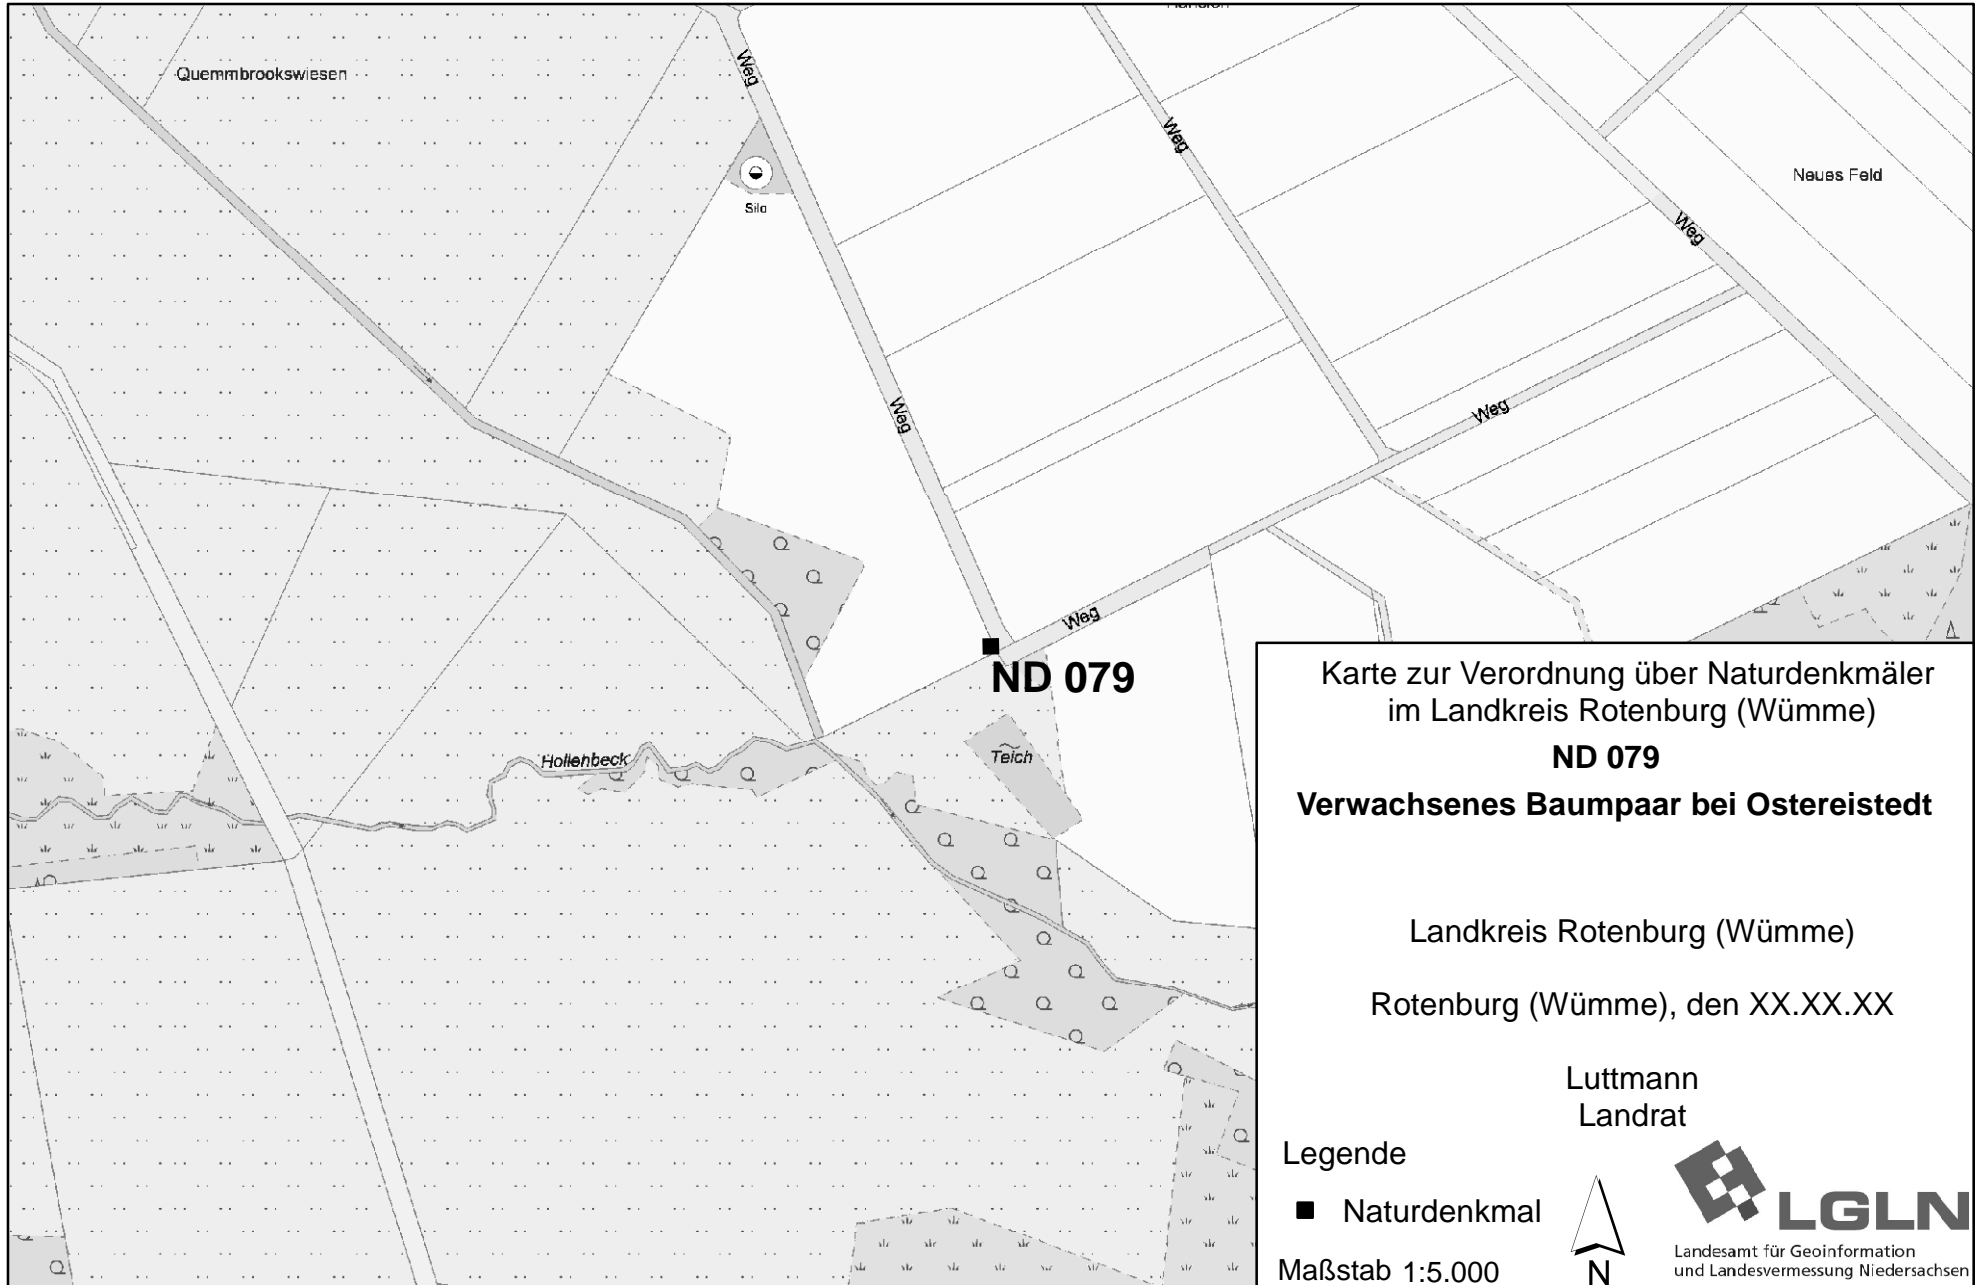 Quemmbrookswiesen
Weg
Silo
Weg
Neues Feld
Weg
Weg
Weg
Weg
ND 079
Teich
Hollenbeck
Karte zur Verordnung über Naturdenkmäler
im Landkreis Rotenburg (Wümme)
ND 079
Verwachsenes Baumpaar bei Ostereistedt
Landkreis Rotenburg (Wümme)
Rotenburg (Wümme), den XX.XX.XX
Luttmann
Landrat
Legende
Naturdenkmal
Maßstab 1:5.000
N
LGLN
Landesamt für Geoinformation
und Landesvermessung Niedersachsen